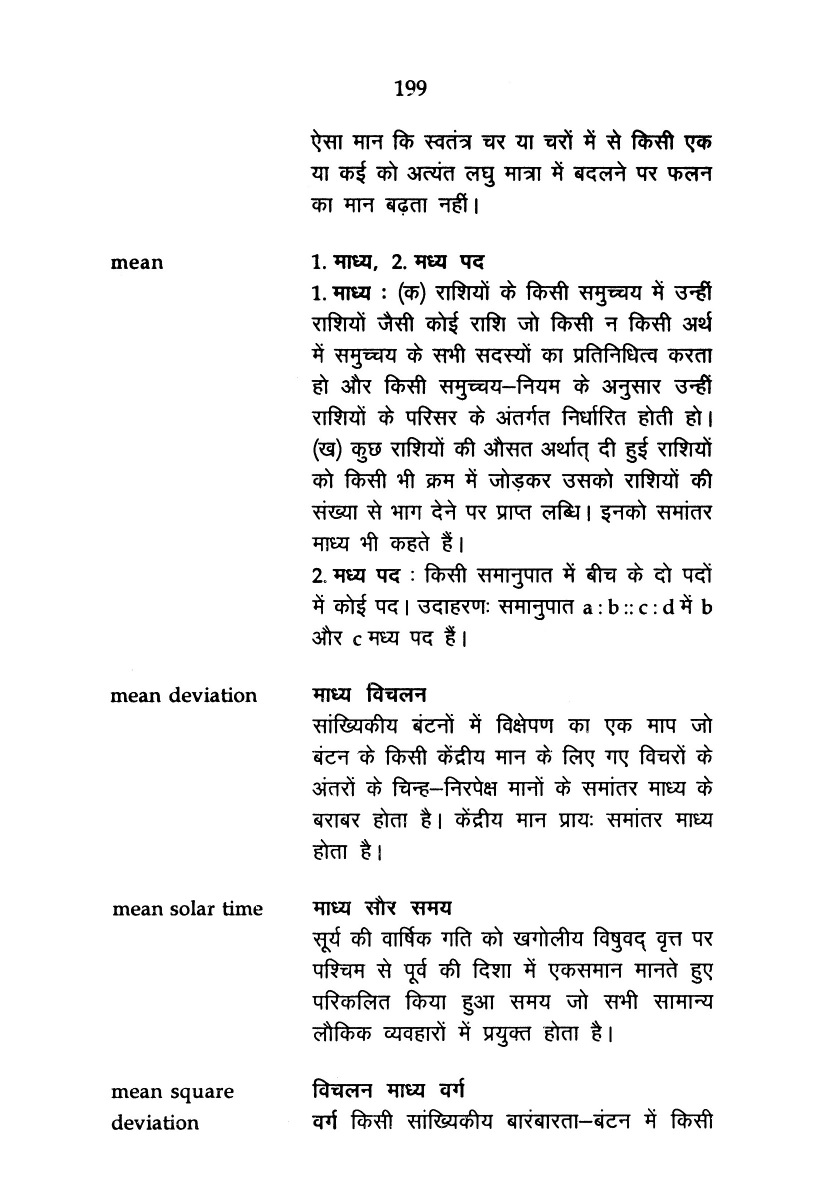 199
ऐसा मान कि स्वतंत्र चर या चरों में से किसी एक
या कई को अत्यंत लघु मात्रा में बदलने पर फलन
का मान बढ़ता नहीं।
mean 1. माध्य, 2. मध्य पद
1. माध्य : (क) राशियों के किसी समुच्चय में उन्हीं
राशियों जैसी कोई राशि जो किसी न किसी अर्थ
में समुच्चय के सभी सदस्यों का प्रतिनिधित्व करता
हो और किसी समुच्चय–नियम के अनुसार उन्हीं
राशियों के परिसर के अंतर्गत निर्धारित होती हो।
(ख) कुछ राशियों की औसत अर्थात् दी हुई राशियों
को किसी भी क्रम में जोड़कर उसको राशियों की
संख्या से भाग देने पर प्राप्त लब्धि। इनको समांतर
माध्य भी कहते हैं।
2. मध्य पद : किसी समानुपात में बीच के दो पदों
में कोई पद। उदाहरणः समानुपात a : b :: c : d में b
और c मध्य पद हैं।
mean deviation माध्य विचलन
सांख्यिकीय बंटनों में विक्षेपण का एक माप जो
बंटन के किसी केंद्रीय मान के लिए गए विचरों के
अंतरों के चिन्ह–निरपेक्ष मानों के समांतर माध्य के
बराबर होता है। केंद्रीय मान प्रायः समांतर माध्य
होता है।
mean solar time माध्य सौर समय
सूर्य की वार्षिक गति को खगोलीय विषुवद् वृत्त पर
पश्चिम से पूर्व की दिशा में एकसमान मानते हुए
परिकलित किया हुआ समय जो सभी सामान्य
लौकिक व्यवहारों में प्रयुक्त होता है।
mean square विचलन माध्य वर्ग
deviation वर्ग किसी सांख्यिकीय बारंबारता–बंटन में किसी